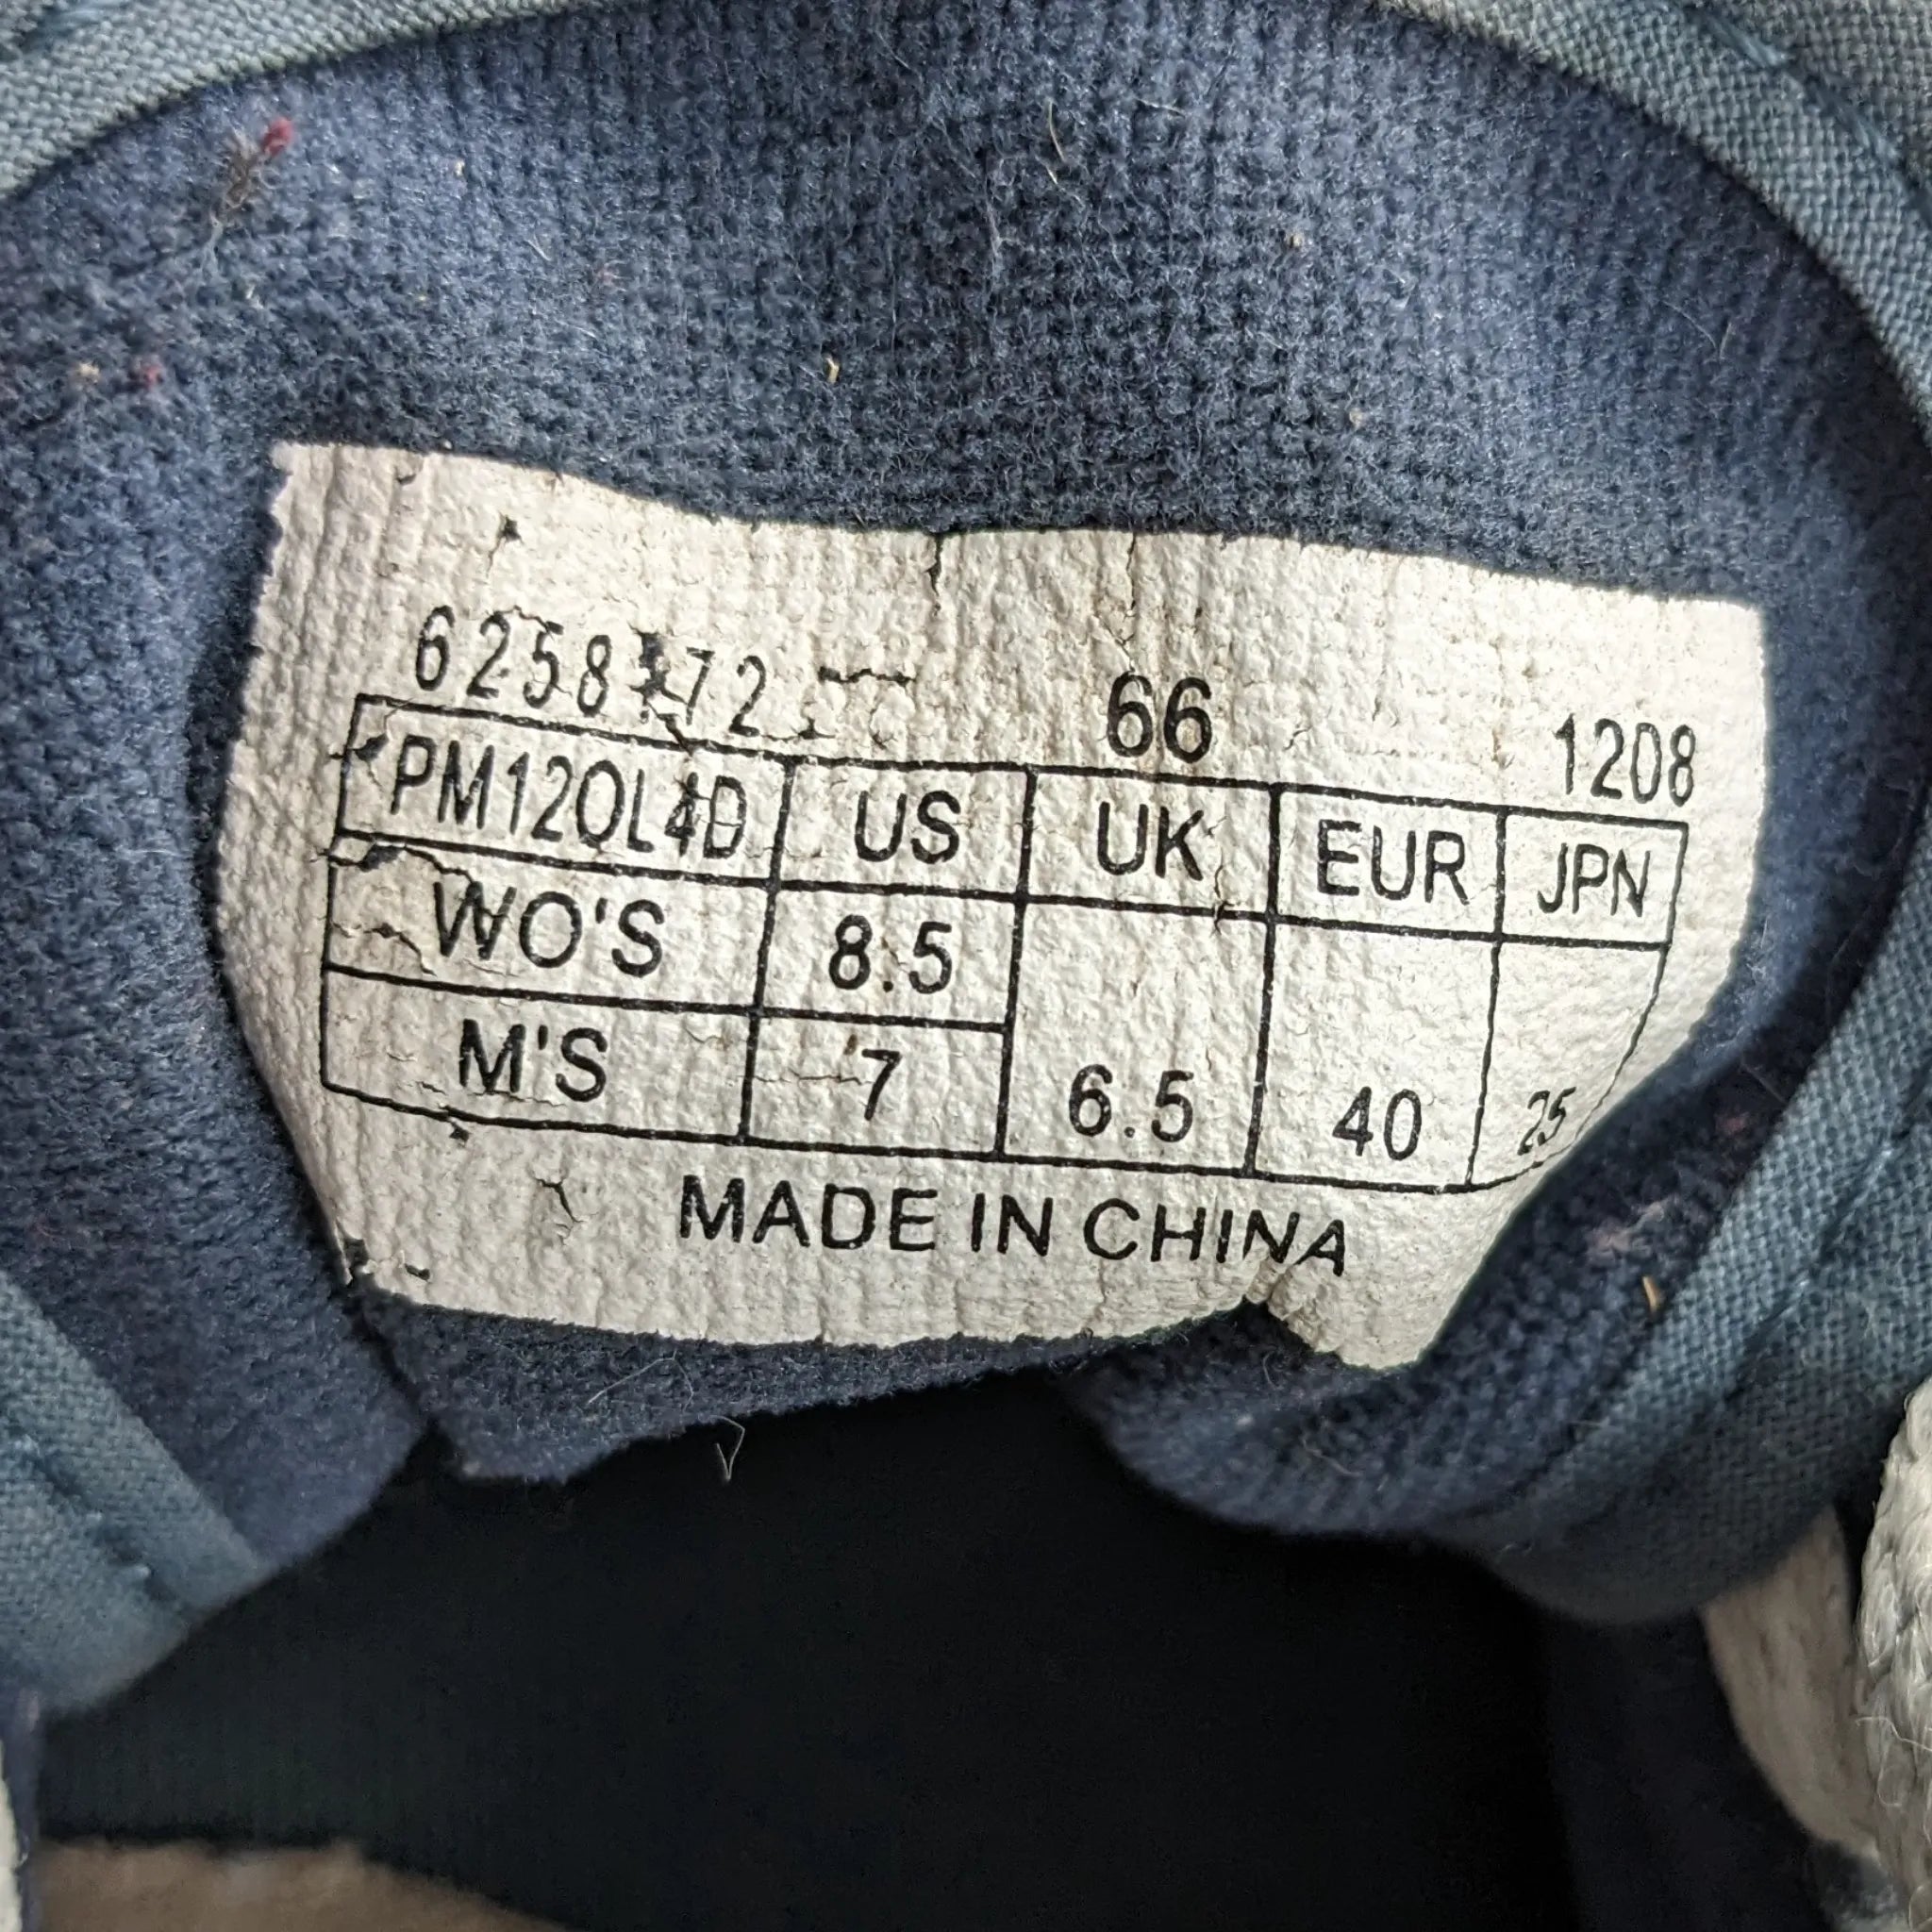 66 1208
PM12OL4D US UK EUR JPN
WO'S 8.5
M'S 7 6.5 40 25
MADE IN CHINA